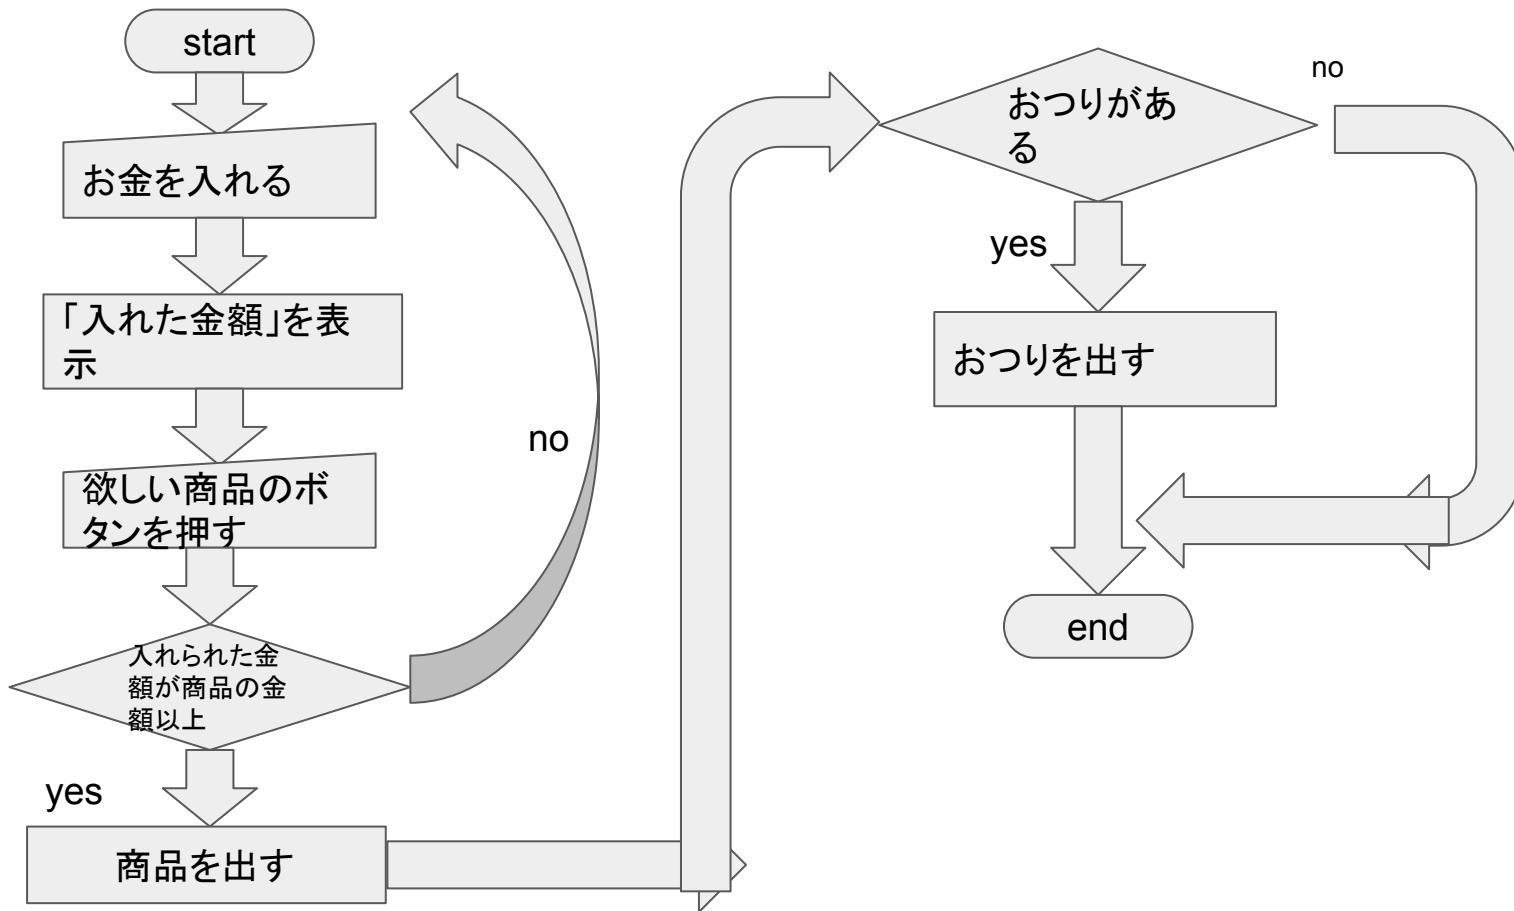 start
お金を入れる
「入れた金額」を表
示
欲しい商品のボ
タンを押す
no
入れられた金
額が商品の金
額以上
yes
商品を出す
おつりがあ
る
no
yes
おつりを出す
end